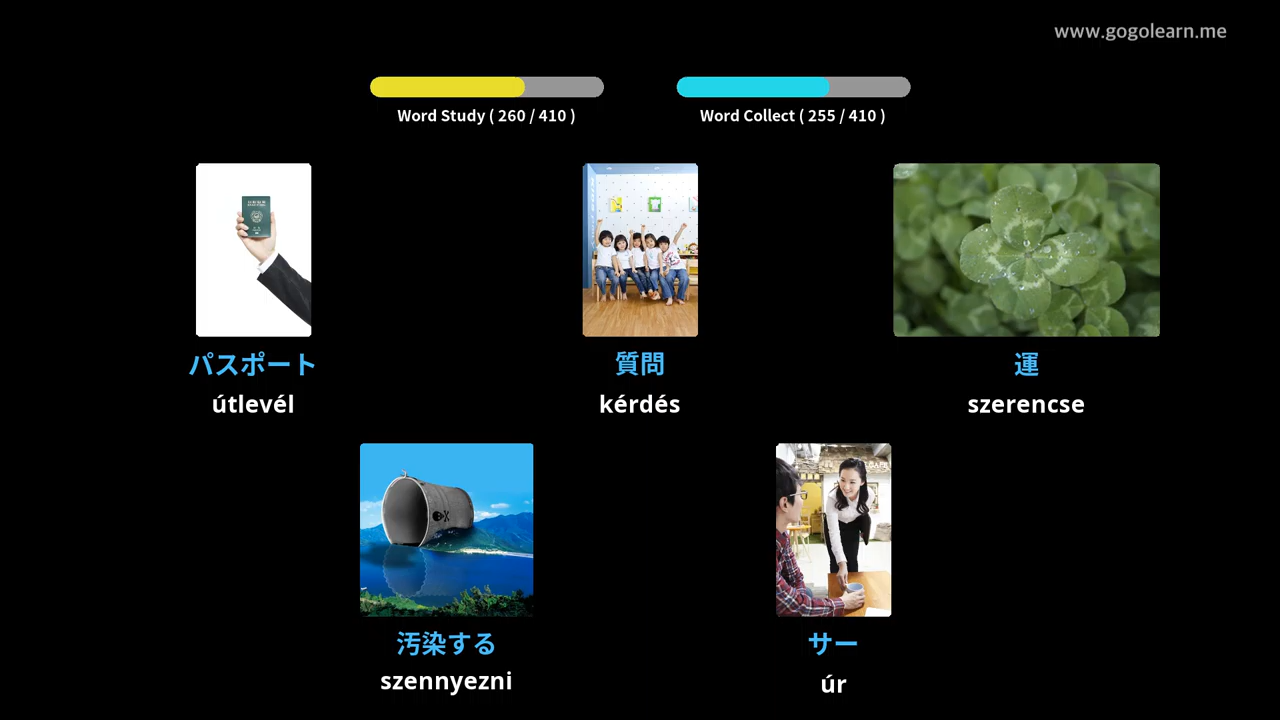 www.gogolearn.me
Word Study ( 260 / 410 )
Word Collect ( 255 / 410 )
パスポート
útlevél
質問
kérdés
運
szerencse
汚染する
szennyezni
サー
úr